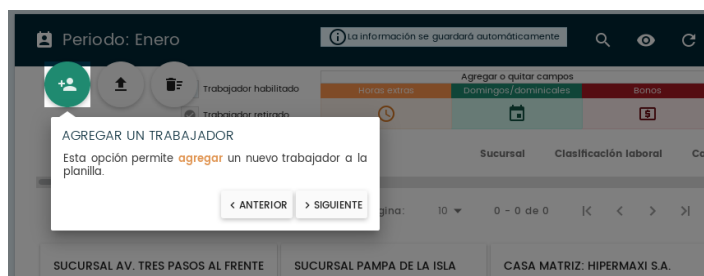 Periodo: Enero
La información se guardará automáticamente
Agregar o quitar campos
Trabajador habilitado
Horas extras
Domingos/dominicales
Bonos
Trabajador retirado
AGREGAR UN TRABAJADOR
Esta opción permite agregar un nuevo trabajador a la
planilla.
Sucursal
Clasificación laboral
< ANTERIOR
> SIGUIENTE
10
0 - 0 de 0
SUCURSAL AV. TRES PASOS AL FRENTE
SUCURSAL PAMPA DE LA ISLA
CASA MATRIZ: HIPERMAXI S.A.